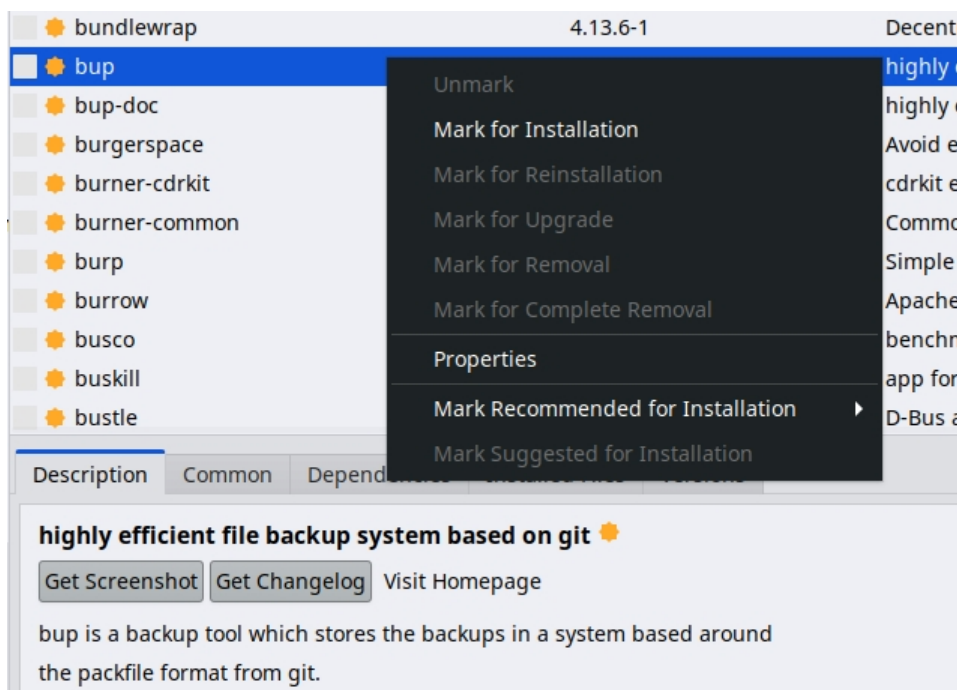 bundlewrap 4.13.6-1 Decent
bup highly
bup-doc highly
burgerspace Avoid e
burner-cdrkit cdrkit e
burner-common Commo
burp Simple
burrow Apache
busco benchm
buskill app for
bustle D-Bus a
Unmark
Mark for Installation
Mark for Reinstallation
Mark for Upgrade
Mark for Removal
Mark for Complete Removal
Properties
Mark Recommended for Installation
Mark Suggested for Installation
Description Common Dependencies Installed Files Versions
highly efficient file backup system based on git
Get Screenshot Get Changelog Visit Homepage
bup is a backup tool which stores the backups in a system based around
the packfile format from git.